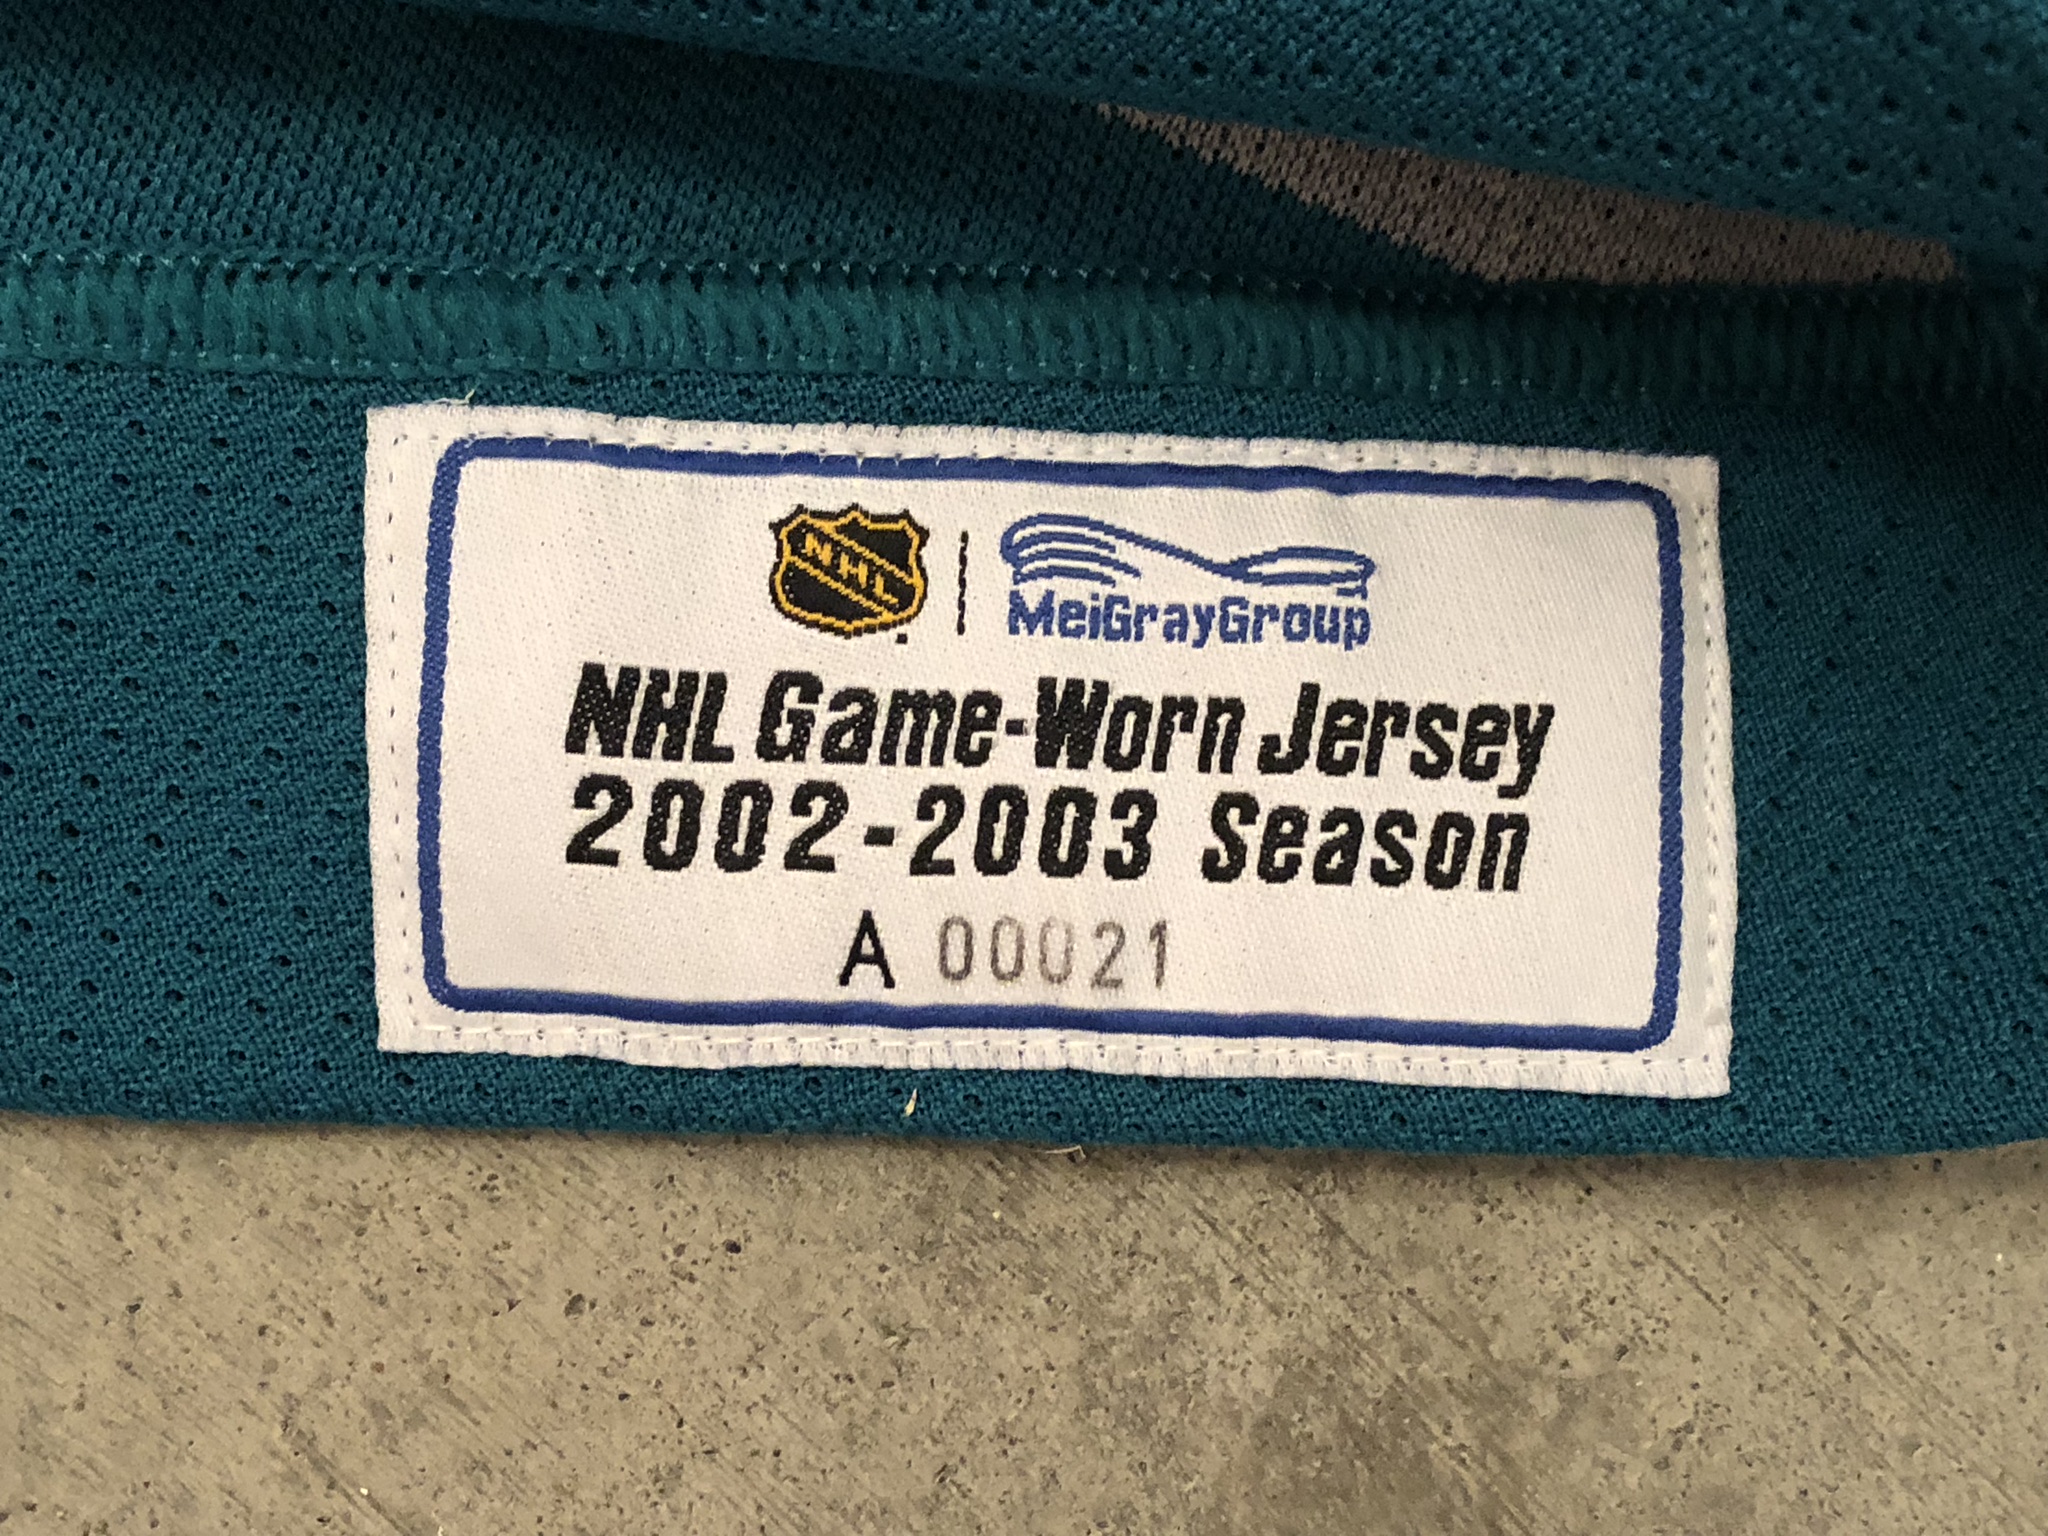 NHL
MeiGrayGroup
NHL Game-Worn Jersey
2002-2003 Season
A 00021